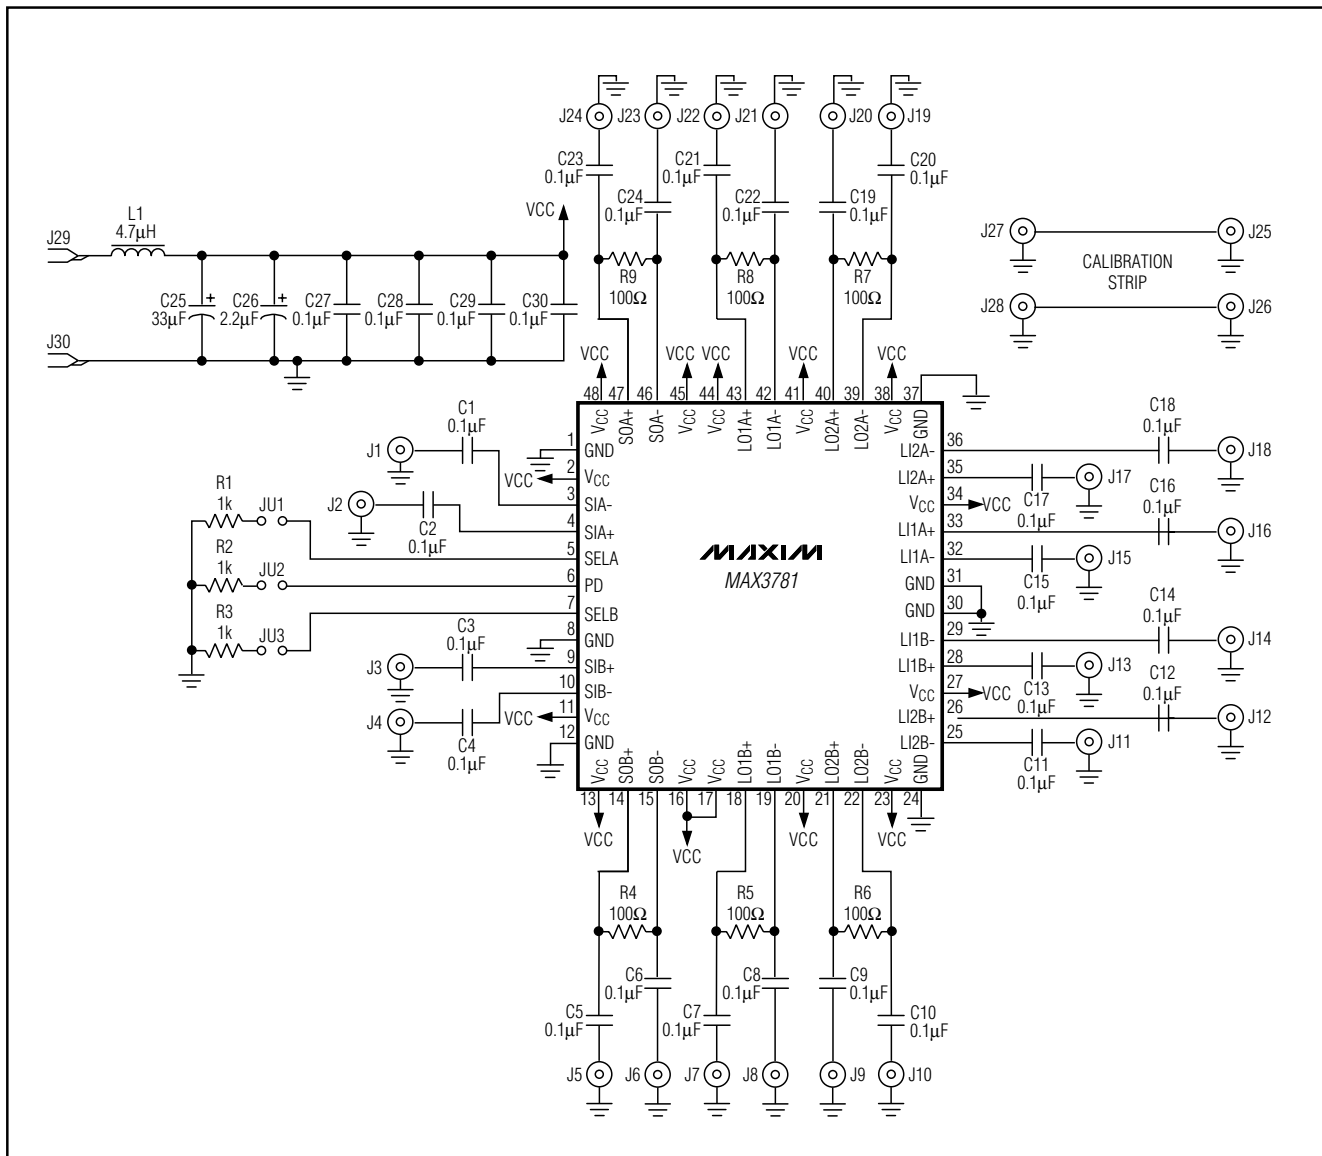 J24 J23 J22 J21 J20 J19
C23 0.1µF
C24 0.1µF
C21 0.1µF
C22 0.1µF
C19 0.1µF
C20 0.1µF
R9 100Ω
R8 100Ω
R7 100Ω
L1
4.7µH
J29
J30
VCC
C25 33µF
+
C26 2.2µF
+
C27 0.1µF
C28 0.1µF
C29 0.1µF
C30 0.1µF
J27 J25
CALIBRATION
STRIP
J28 J26
VCC VCC VCC VCC VCC
48 47 46 45 44 43 42 41 40 39 38 37
VCC SOA+ SOA- VCC VCC LO1A+ LO1A- VCC LO2A+ LO2A- VCC GND
C1 0.1µF
J1
J2
C2 0.1µF
R1 1k
JU1
R2 1k
JU2
R3 1k
JU3
C3 0.1µF
J3
J4
C4 0.1µF
VCC
VCC
1 GND
2 VCC
3 SIA-
4 SIA+
5 SELA
6 PD
7 SELB
8 GND
9 SIB+
10 SIB-
11 VCC
12 GND
MAXIM
MAX3781
LI2A- 36
LI2A+ 35
VCC 34
LI1A+ 33
LI1A- 32
GND 31
GND 30
LI1B- 29
LI1B+ 28
VCC 27
LI2B+ 26
LI2B- 25
VCC
VCC
C18 0.1µF
J18
C17 0.1µF
J17
C16 0.1µF
J16
C15 0.1µF
J15
C14 0.1µF
J14
C13 0.1µF
J13
C12 0.1µF
J12
C11 0.1µF
J11
VCC SOB+ SOB- VCC VCC LO1B+ LO1B- VCC LO2B+ LO2B- VCC GND
13 14 15 16 17 18 19 20 21 22 23 24
VCC VCC VCC VCC
R4 100Ω
R5 100Ω
R6 100Ω
C5 0.1µF
C6 0.1µF
C7 0.1µF
C8 0.1µF
C9 0.1µF
C10 0.1µF
J5 J6 J7 J8 J9 J10